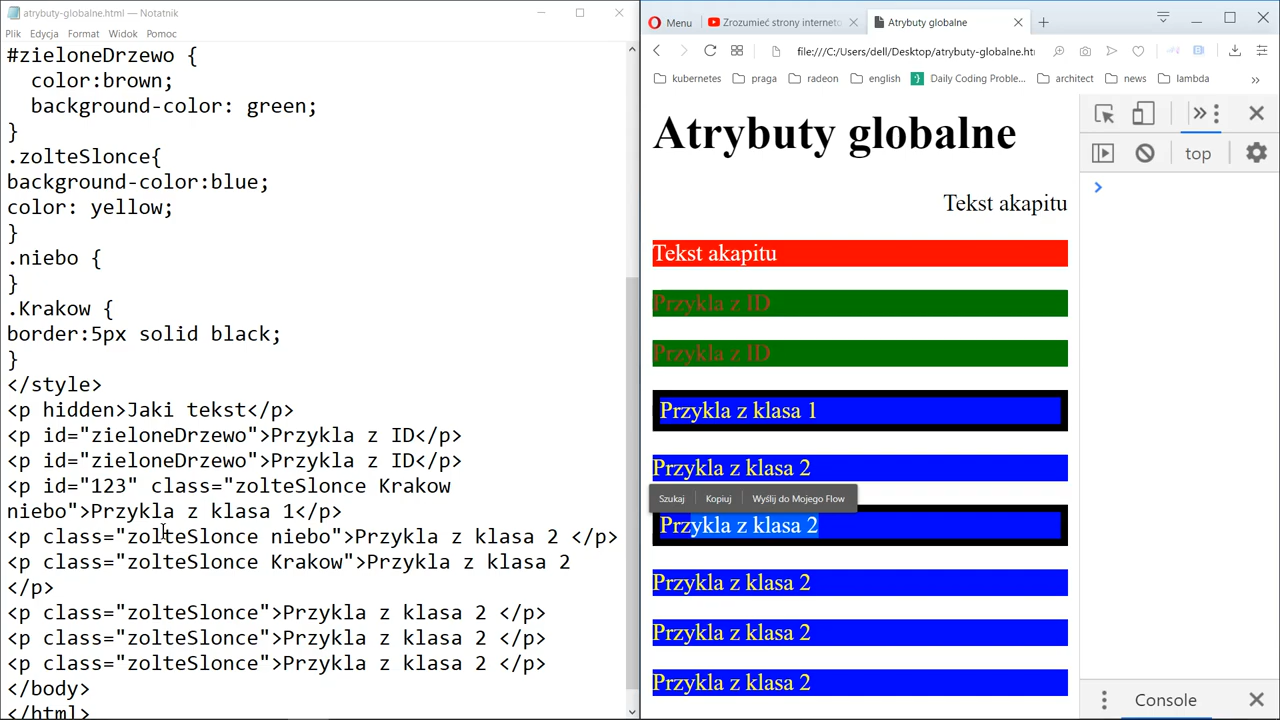 atrybuty-globalne.html — Notatnik
Plik Edycja Format Widok Pomoc
#zieloneDrzewo {
color:brown;
background-color: green;
}
.zolteSlonce{
background-color:blue;
color: yellow;
}
.niebo {
}
.Krakow {
border:5px solid black;
}
</style>
<p hidden>Jaki tekst</p>
<p id="zieloneDrzewo">Przykla z ID</p>
<p id="zieloneDrzewo">Przykla z ID</p>
<p id="123" class="zolteSlonce Krakow
niebo">Przykla z klasa 1</p>
<p class="zolteSlonce niebo">Przykla z klasa 2 </p>
<p class="zolteSlonce Krakow">Przykla z klasa 2
</p>
<p class="zolteSlonce">Przykla z klasa 2 </p>
<p class="zolteSlonce">Przykla z klasa 2 </p>
<p class="zolteSlonce">Przykla z klasa 2 </p>
</body>
</html>
Menu Zrozumieć strony interneto Atrybuty globalne
file:///C:/Users/dell/Desktop/atrybuty-globalne.ht
kubernetes praga radeon english Daily Coding Proble... architect news lambda
Atrybuty globalne
Tekst akapitu
Tekst akapitu
Przykla z ID
Przykla z ID
Przykla z klasa 1
Przykla z klasa 2
Szukaj Kopiuj Wyślij do Mojego Flow
Przykla z klasa 2
Przykla z klasa 2
Przykla z klasa 2
Przykla z klasa 2
top
Console